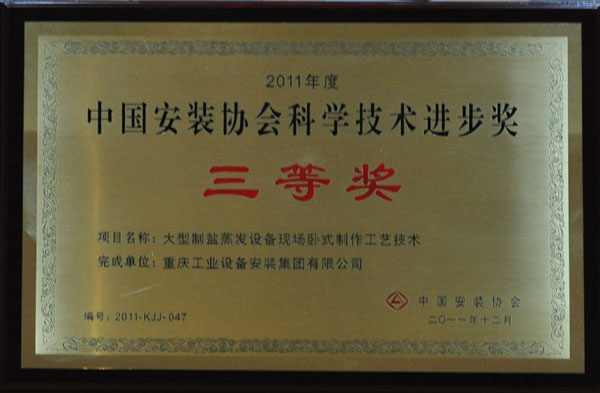 2011年度
中国安装协会科学技术进步奖
三等奖
项目名称：大型制盐蒸发设备现场卧式制作工艺技术
完成单位：重庆工业设备安装集团有限公司
中国安装协会
编号：2011-KJJ-047
二〇一一年十二月